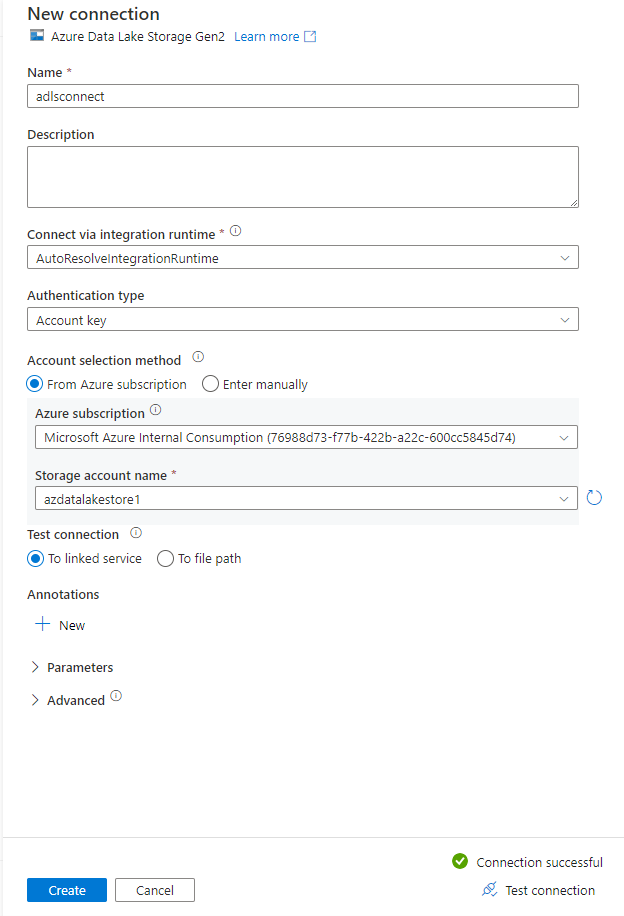 New connection
Azure Data Lake Storage Gen2 Learn more
Name *
adlsconnect
Description
Connect via integration runtime *
AutoResolveIntegrationRuntime
Authentication type
Account key
Account selection method
From Azure subscription Enter manually
Azure subscription
Microsoft Azure Internal Consumption (76988d73-f77b-422b-a22c-600cc5845d74)
Storage account name *
azdatalakestore1
Test connection
To linked service To file path
Annotations
New
Parameters
Advanced
Connection successful
Create Cancel Test connection